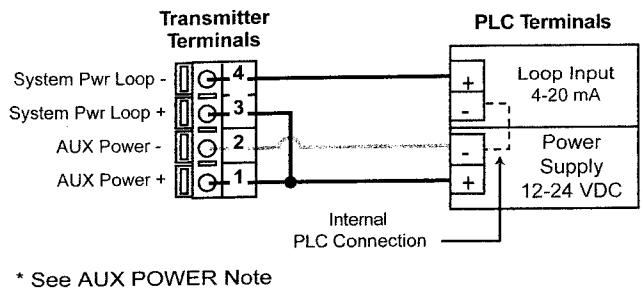 Transmitter
Terminals
PLC Terminals
System Pwr Loop -
4
+
Loop Input
4-20 mA
System Pwr Loop +
3
-
AUX Power -
2
-
Power
Supply
12-24 VDC
AUX Power +
1
+
Internal
PLC Connection
* See AUX POWER Note